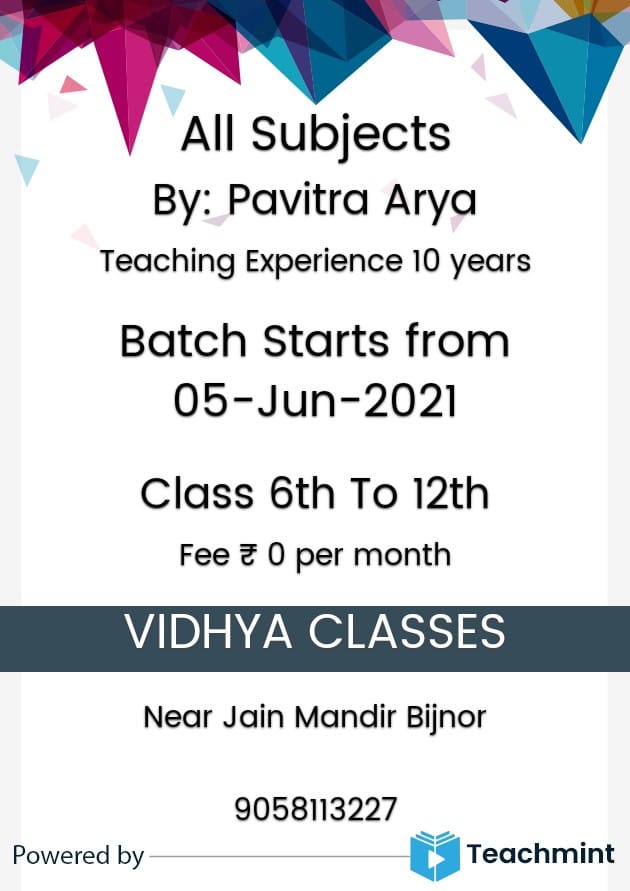 All Subjects
By: Pavitra Arya
Teaching Experience 10 years
Batch Starts from
05-Jun-2021
Class 6th To 12th
Fee ₹ 0 per month
VIDHYA CLASSES
Near Jain Mandir Bijnor
9058113227
Powered by Teachmint